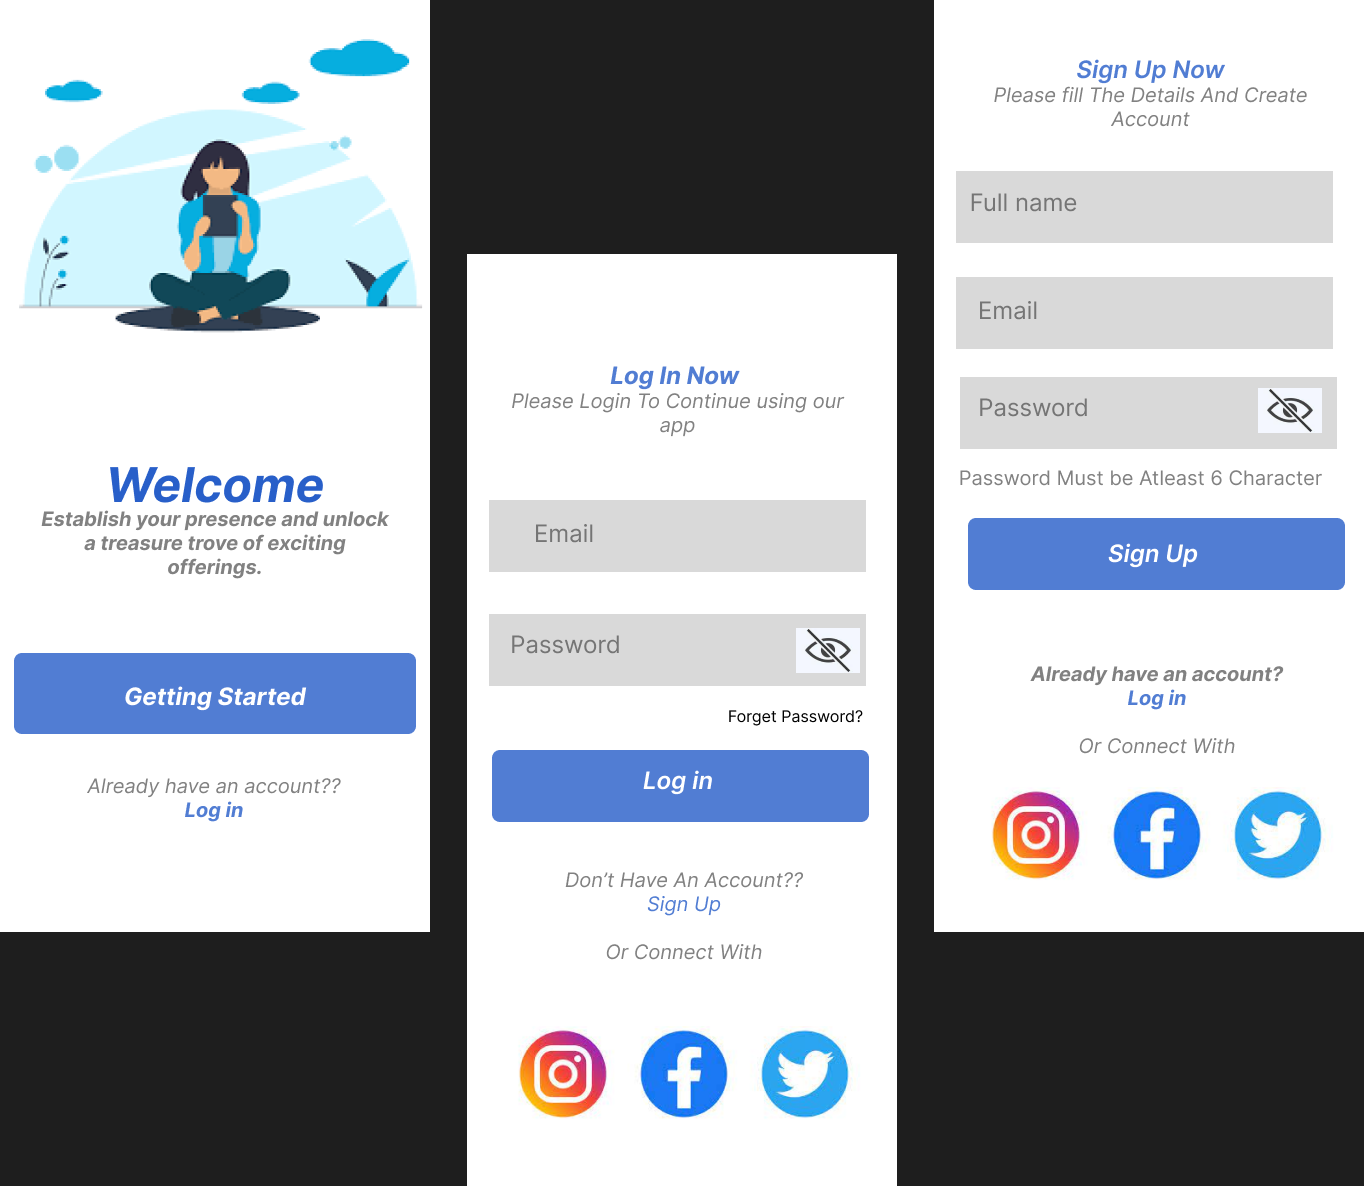 Welcome
Establish your presence and unlock
a treasure trove of exciting
offerings.
Getting Started
Already have an account??
Log in
Log In Now
Please Login To Continue using our
app
Email
Password
Forget Password?
Log in
Don’t Have An Account??
Sign Up
Or Connect With
Sign Up Now
Please fill The Details And Create
Account
Full name
Email
Password
Password Must be Atleast 6 Character
Sign Up
Already have an account?
Log in
Or Connect With